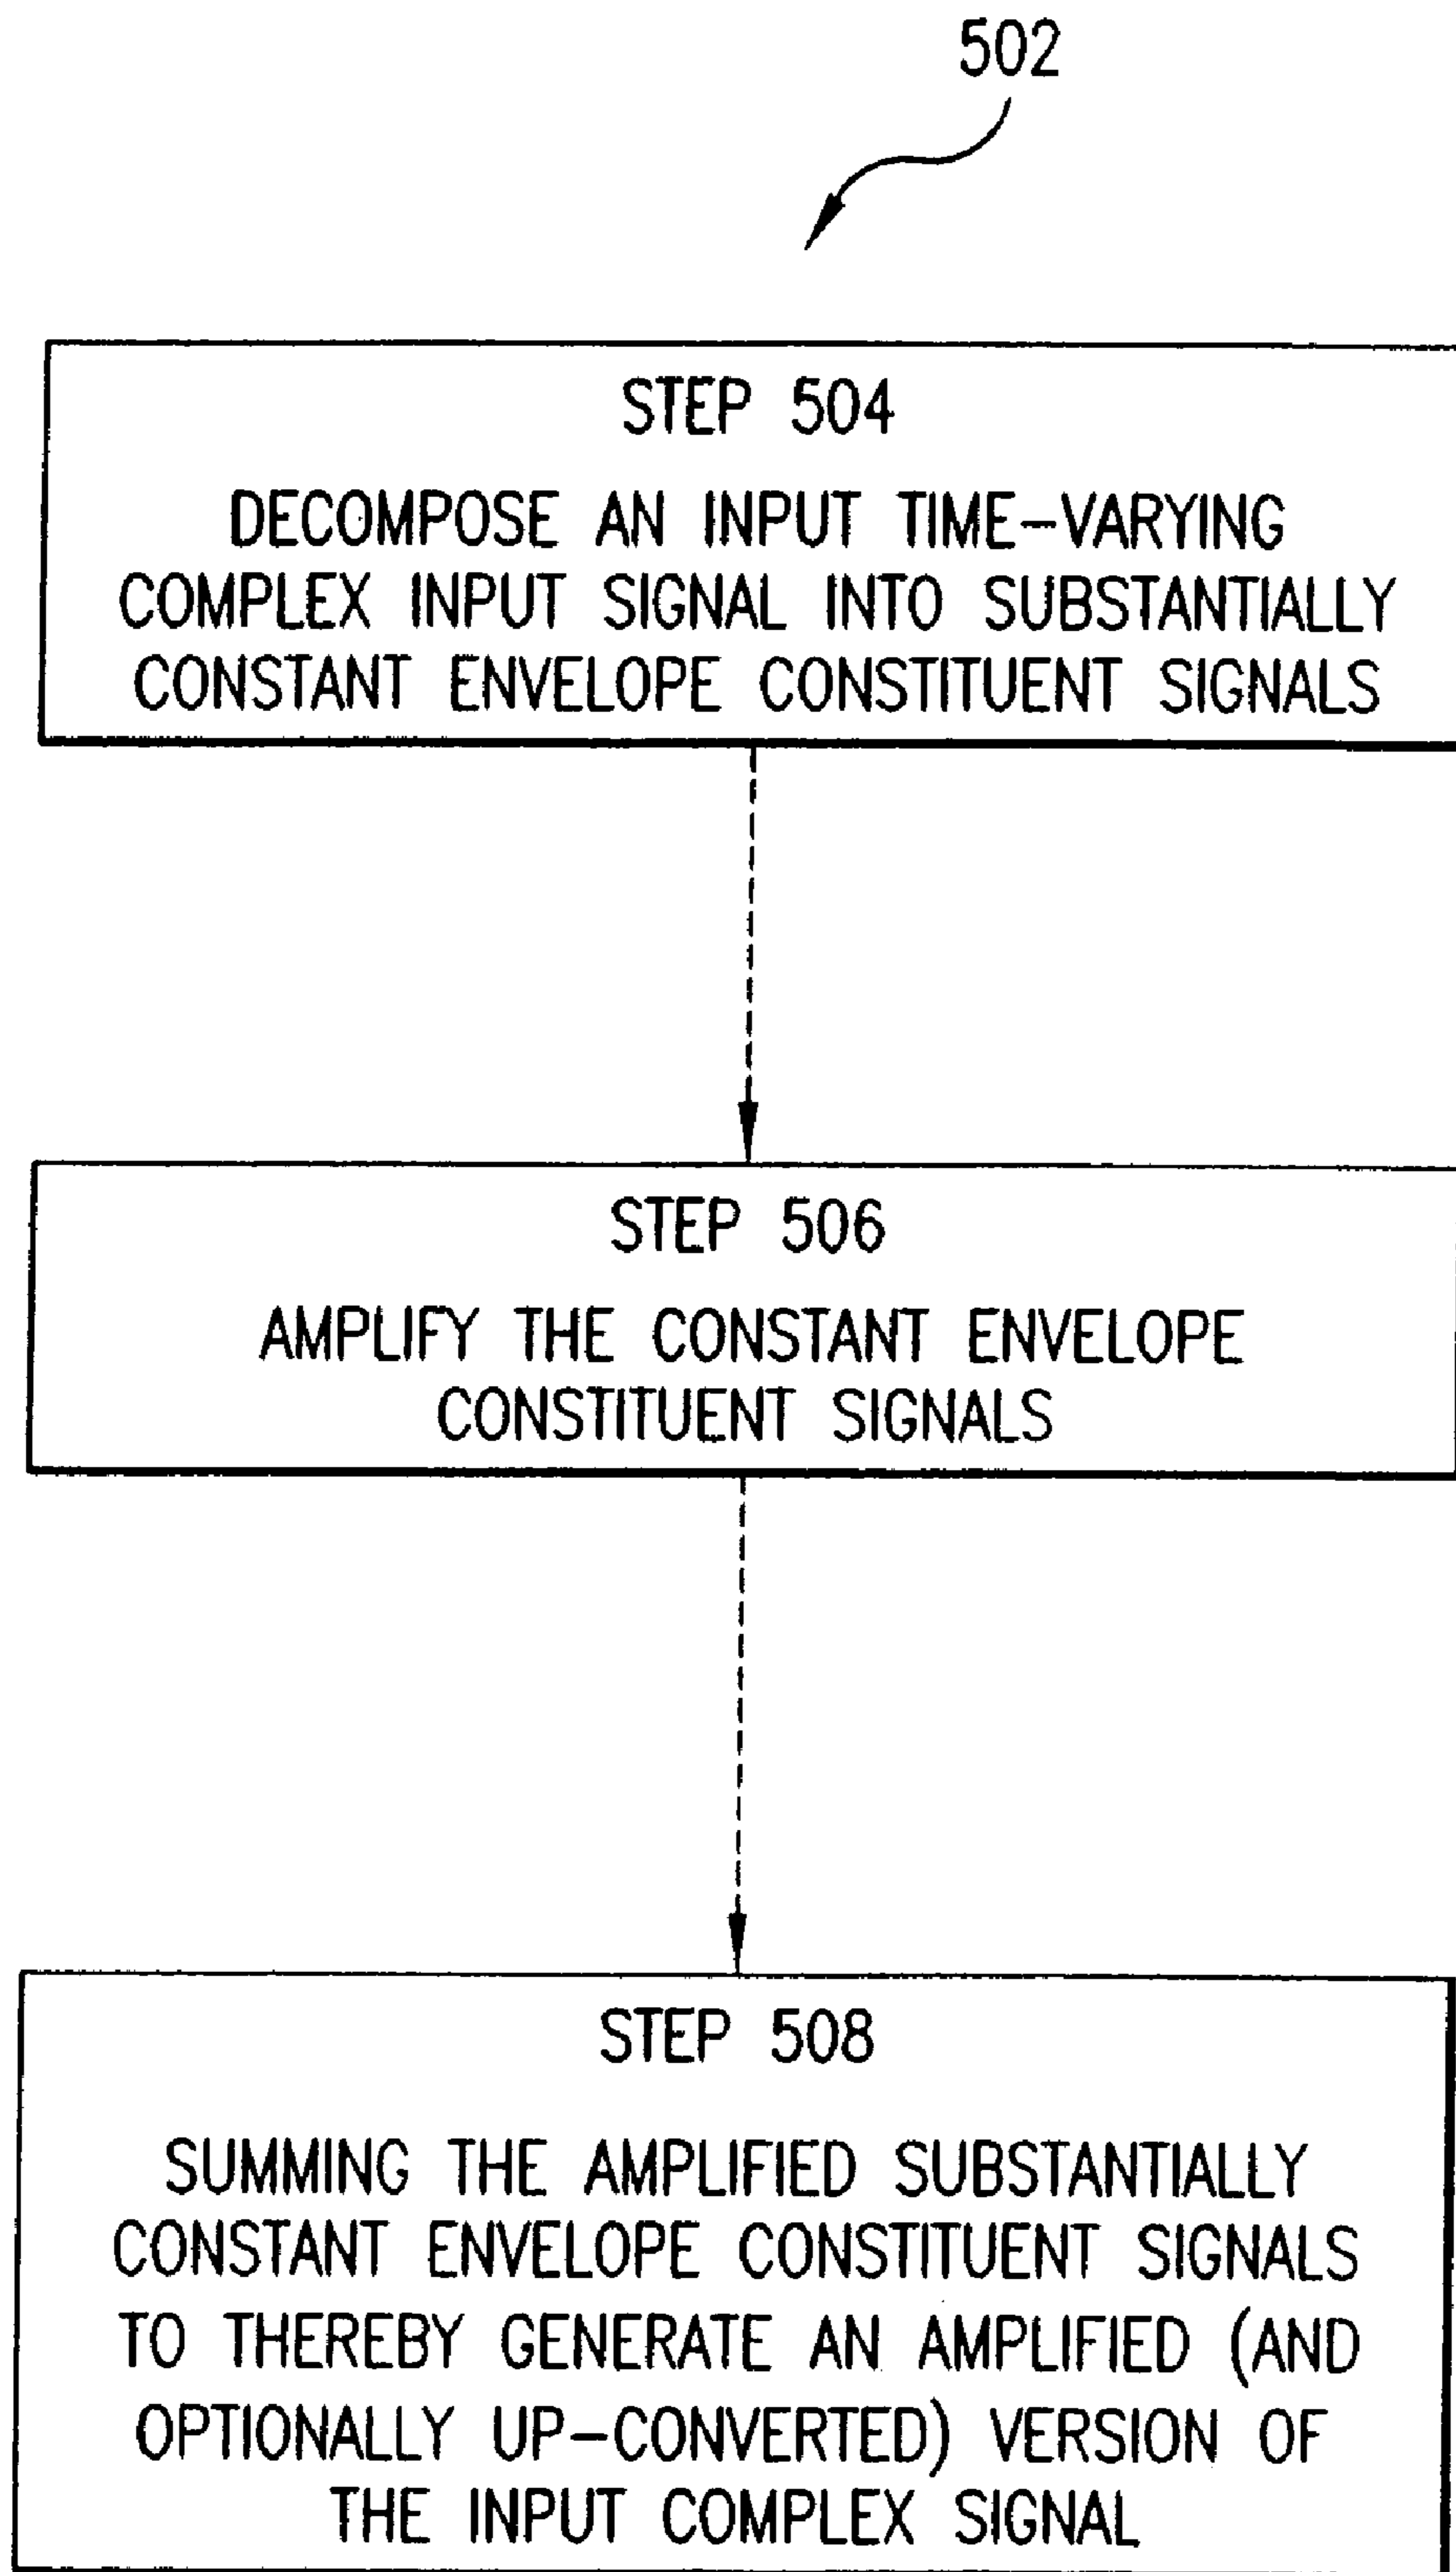 502
STEP 504
DECOMPOSE AN INPUT TIME-VARYING
COMPLEX INPUT SIGNAL INTO SUBSTANTIALLY
CONSTANT ENVELOPE CONSTITUENT SIGNALS
STEP 506
AMPLIFY THE CONSTANT ENVELOPE
CONSTITUENT SIGNALS
STEP 508
SUMMING THE AMPLIFIED SUBSTANTIALLY
CONSTANT ENVELOPE CONSTITUENT SIGNALS
TO THEREBY GENERATE AN AMPLIFIED (AND
OPTIONALLY UP-CONVERTED) VERSION OF
THE INPUT COMPLEX SIGNAL